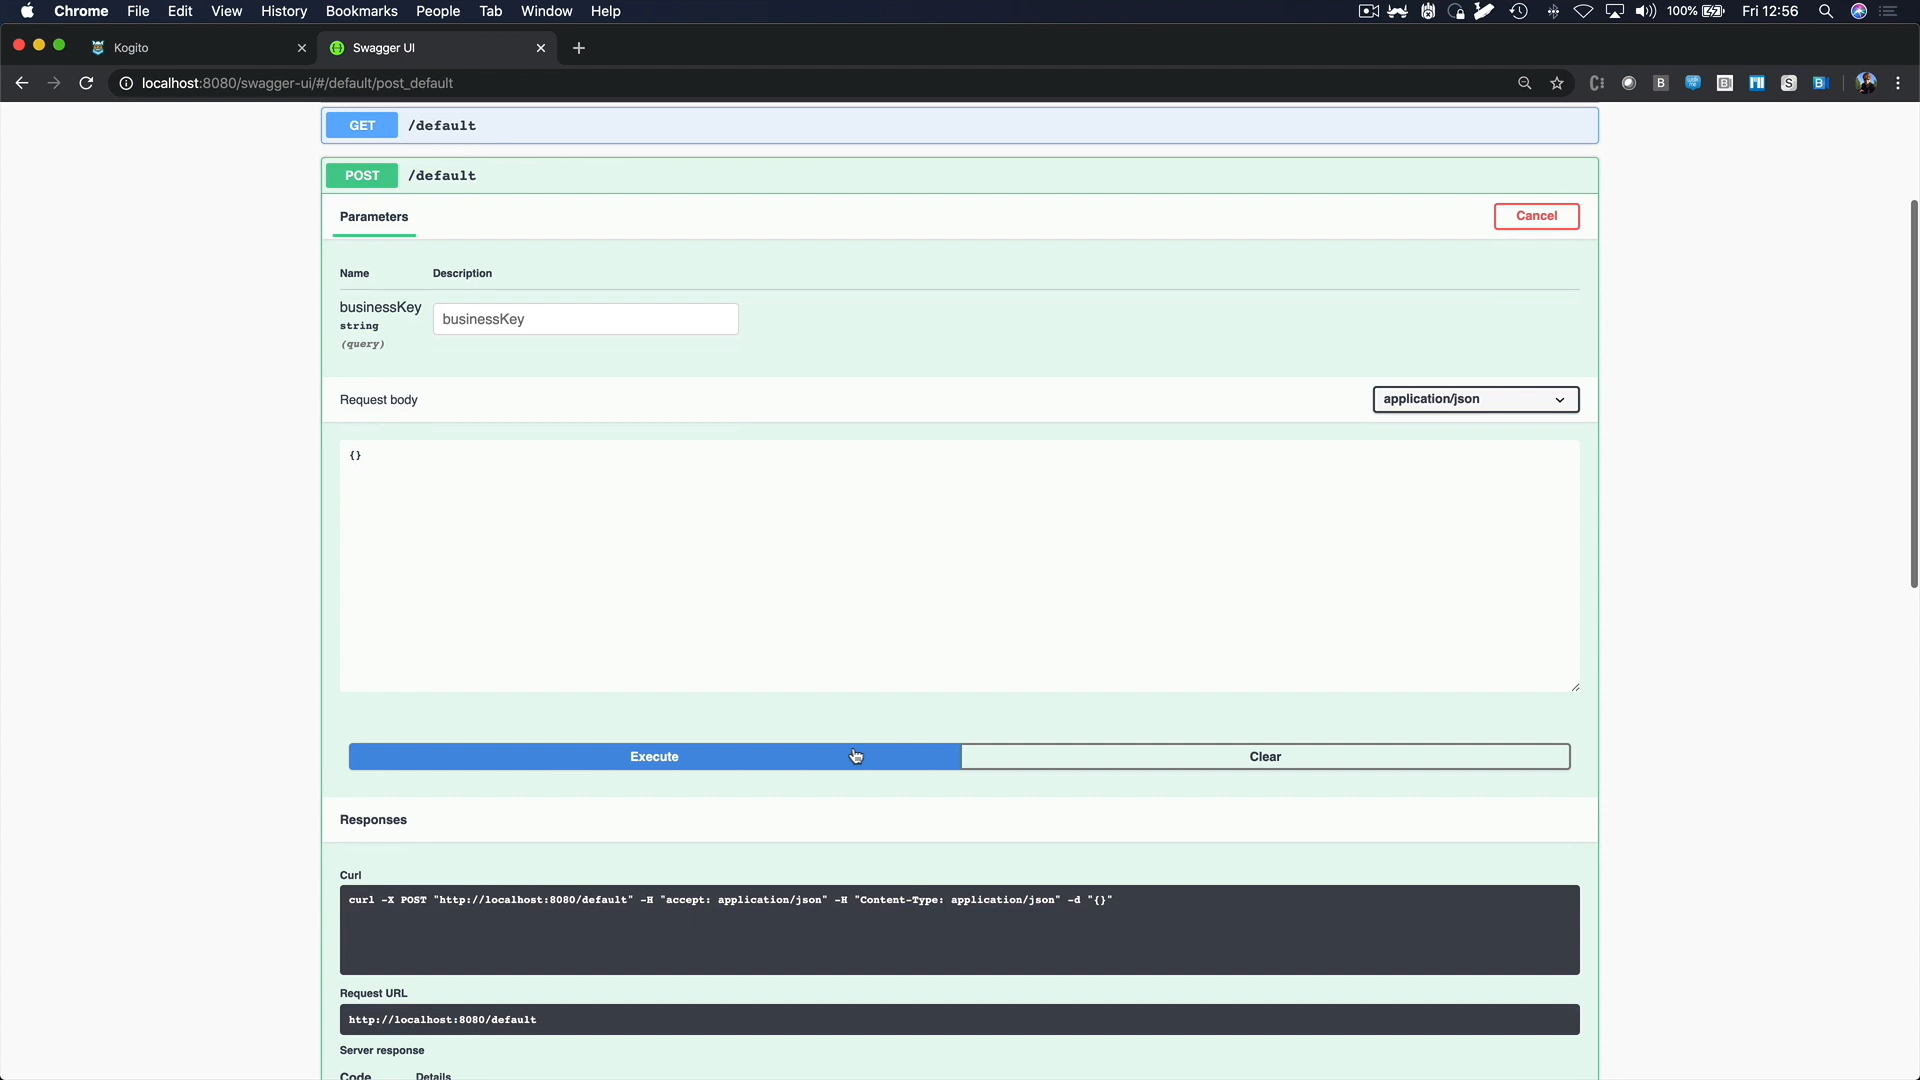 Chrome File Edit View History Bookmarks People Tab Window Help 100% Fri 12:56
Kogito Swagger UI
localhost:8080/swagger-ui/#/default/post_default
GET /default
POST /default
Parameters Cancel
Name Description
businessKey businessKey
string
(query)
Request body application/json
{}
Execute Clear
Responses
Curl
curl -X POST "http://localhost:8080/default" -H "accept: application/json" -H "Content-Type: application/json" -d "{}"
Request URL
http://localhost:8080/default
Server response
Code Details